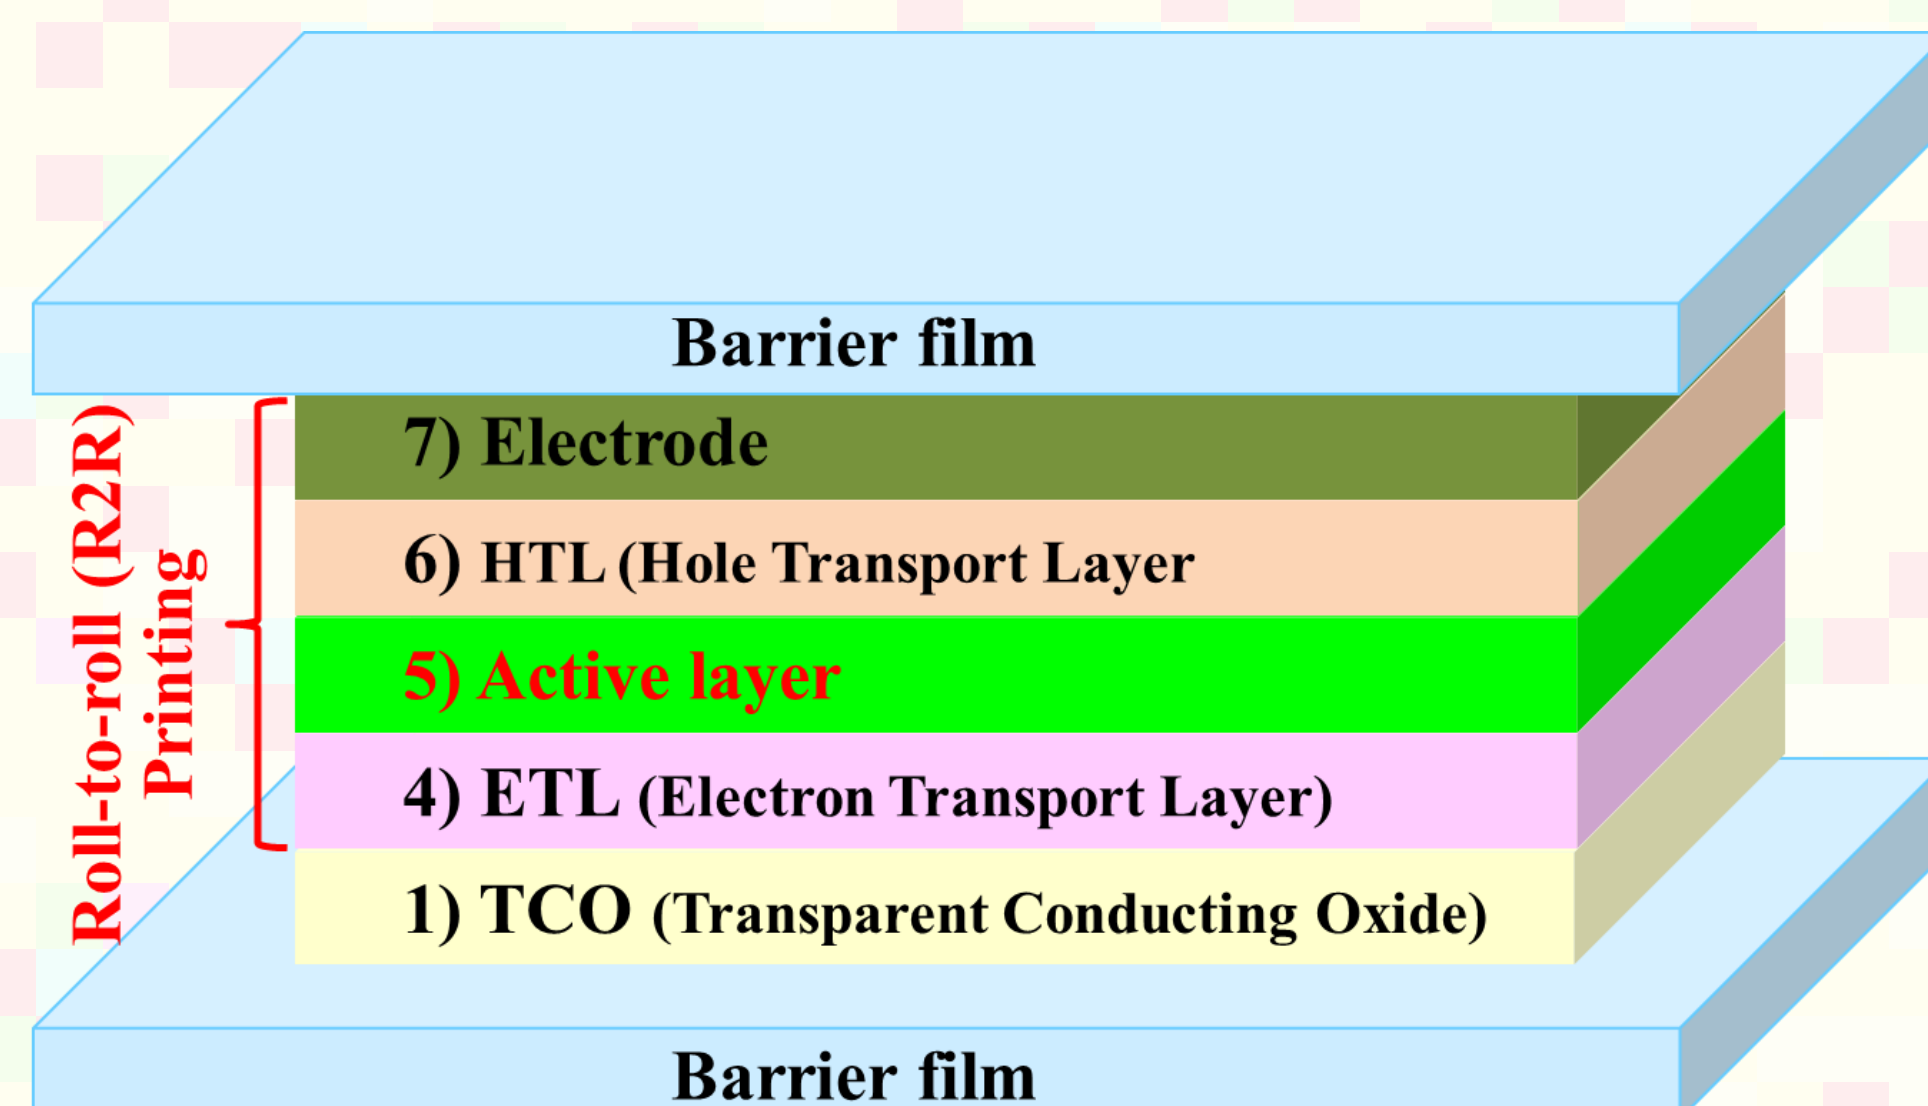 Barrier film
Roll-to-roll (R2R)
Printing
7) Electrode
6) HTL (Hole Transport Layer
5) Active layer
4) ETL (Electron Transport Layer)
1) TCO (Transparent Conducting Oxide)
Barrier film